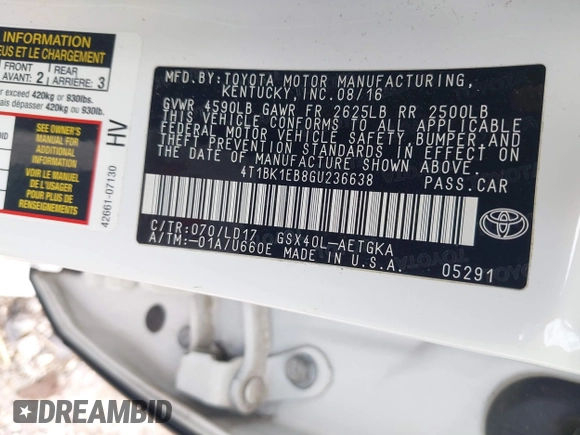 INFORMATION
EUS ET LE CHARGEMENT
FRONT
AVANT: 2
REAR
ARRIÈRE: 3
exceed 420kg or 930lbs.
dépasser 420kg ou 930lb.
SEE OWNER'S
MANUAL FOR
ADDITIONAL
INFORMATION
VOIR MANUEL
DE L'USAGER
POUR PLUS DE
RENSEIGNEMENTS
HV
42661-07130
MFD. BY: TOYOTA MOTOR MANUFACTURING,
KENTUCKY, INC. 08/16
GVWR 4590LB GAWR FR 2625LB RR 2500LB
THIS VEHICLE CONFORMS TO ALL APPLICABLE
FEDERAL MOTOR VEHICLE SAFETY, BUMPER, AND
THEFT PREVENTION STANDARDS IN EFFECT ON
THE DATE OF MANUFACTURE SHOWN ABOVE.
4T1BK1EB8GU236638 PASS.CAR
C/TR: 070/LD17 GSX40L-AETGKA
A/TM: -01A/U660E MADE IN U.S.A. 05291
TOYOTA
DREAMBID